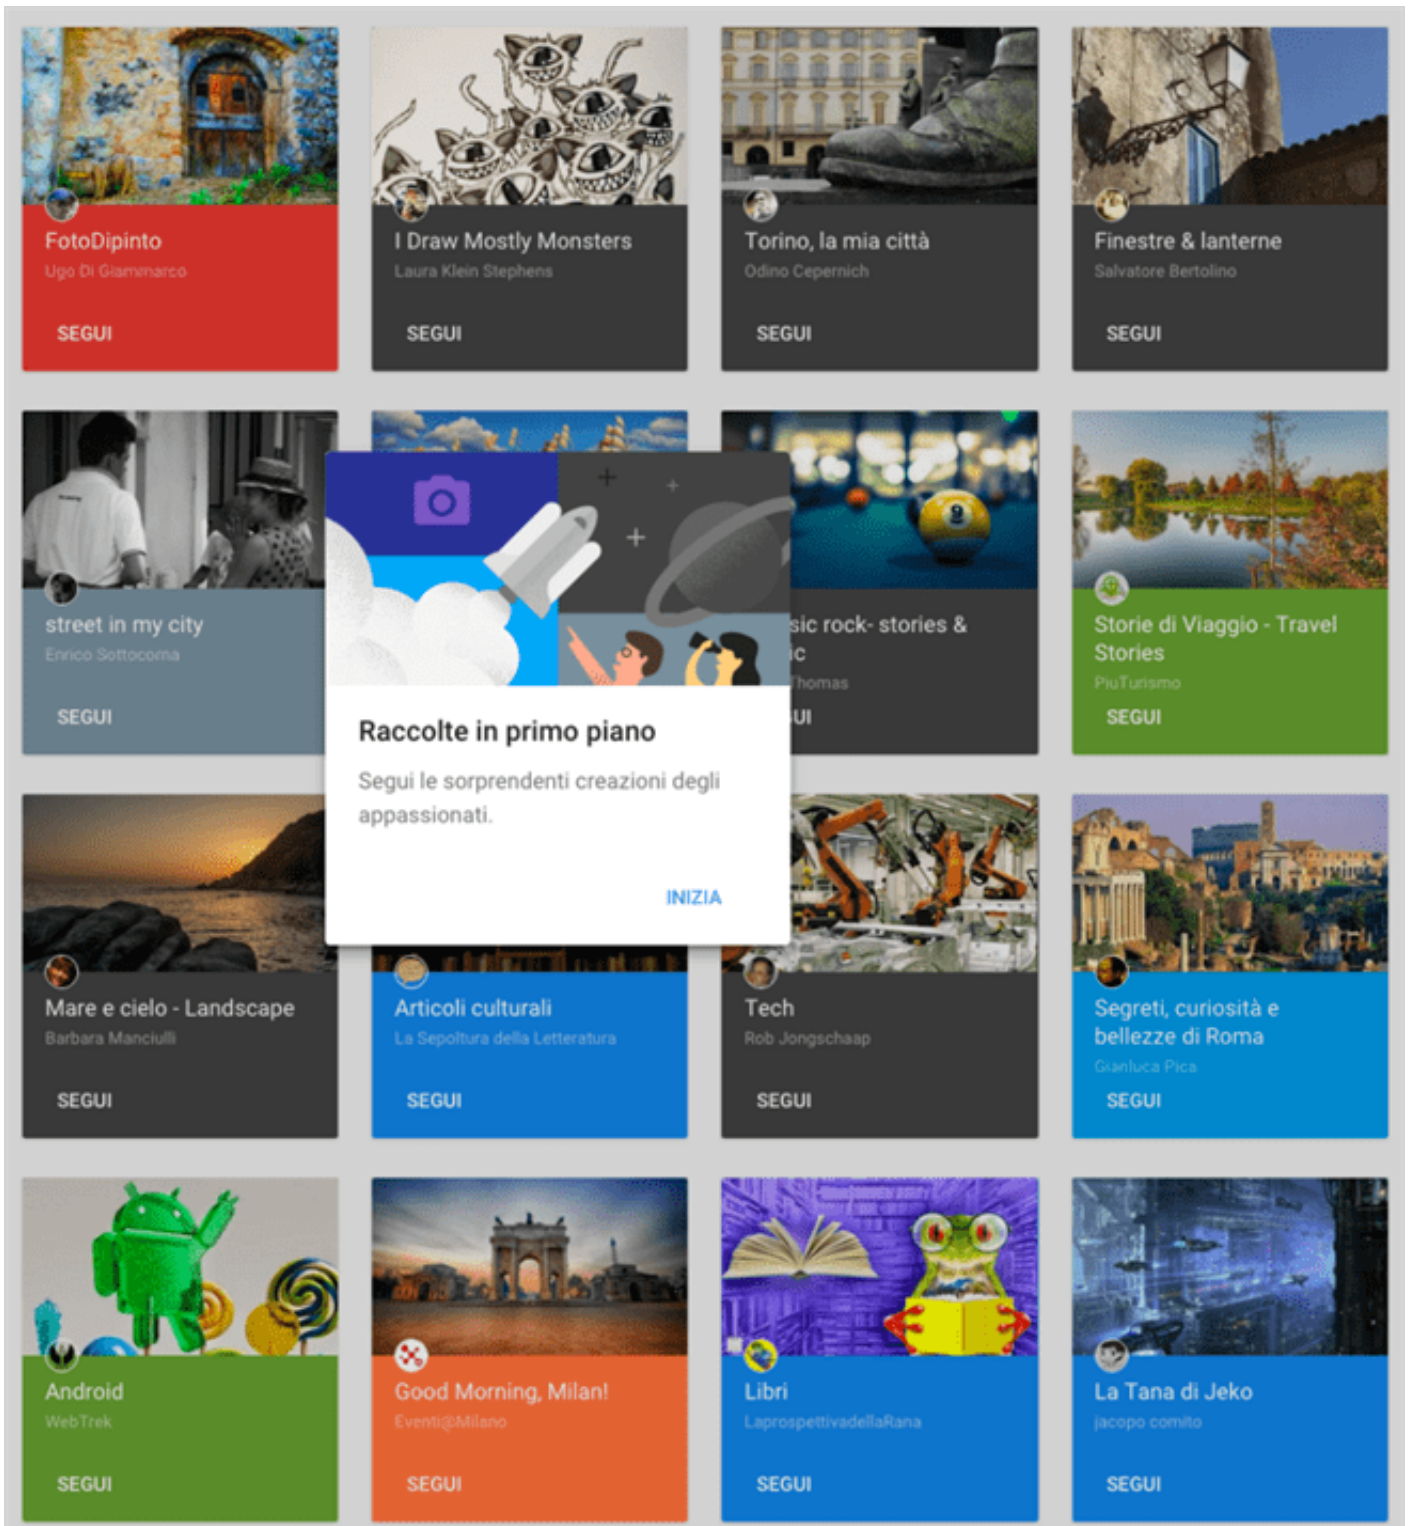 FotoDipinto
Ugo Di Giammarco
SEGUI
I Draw Mostly Monsters
Laura Klein Stephens
SEGUI
Torino, la mia città
Odino Cepernich
SEGUI
Finestre & lanterne
Salvatore Bertolino
SEGUI
street in my city
Enrico Sottocorna
SEGUI
Raccolte in primo piano
Segui le sorprendenti creazioni degli
appassionati.
INIZIA
sic rock- stories &
ic
Thomas
UI
Storie di Viaggio - Travel
Stories
PiuTurismo
SEGUI
Mare e cielo - Landscape
Barbara Manciulli
SEGUI
Articoli culturali
La Sepoltura della Letteratura
SEGUI
Tech
Rob Jongschaap
SEGUI
Segreti, curiosità e
bellezze di Roma
Gianluca Pica
SEGUI
Android
WebTrek
SEGUI
Good Morning, Milan!
Eventi@Milano
SEGUI
Libri
LaprospettivadellaRana
SEGUI
La Tana di Jeko
jacopo comito
SEGUI